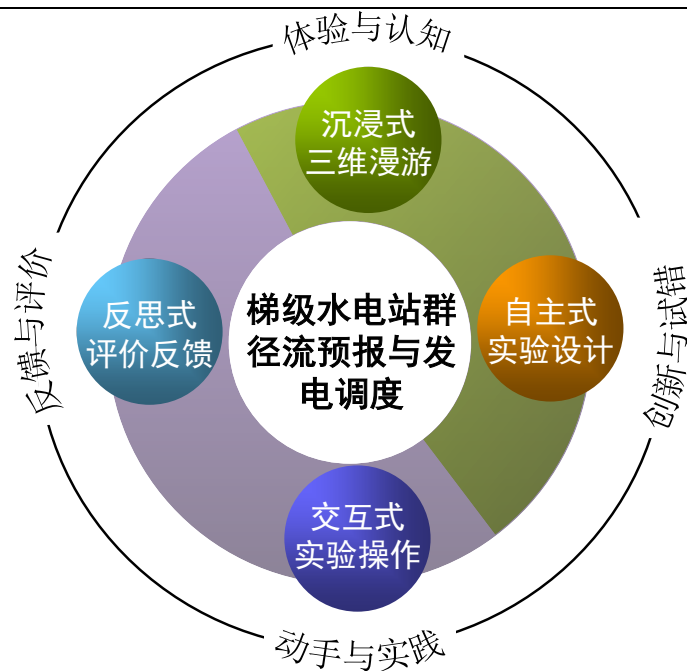 体验与认知
沉浸式
三维漫游
反馈与评价
反思式
评价反馈
梯级水电站群
径流预报与发
电调度
自主式
实验设计
创新与试错
交互式
实验操作
动手与实践